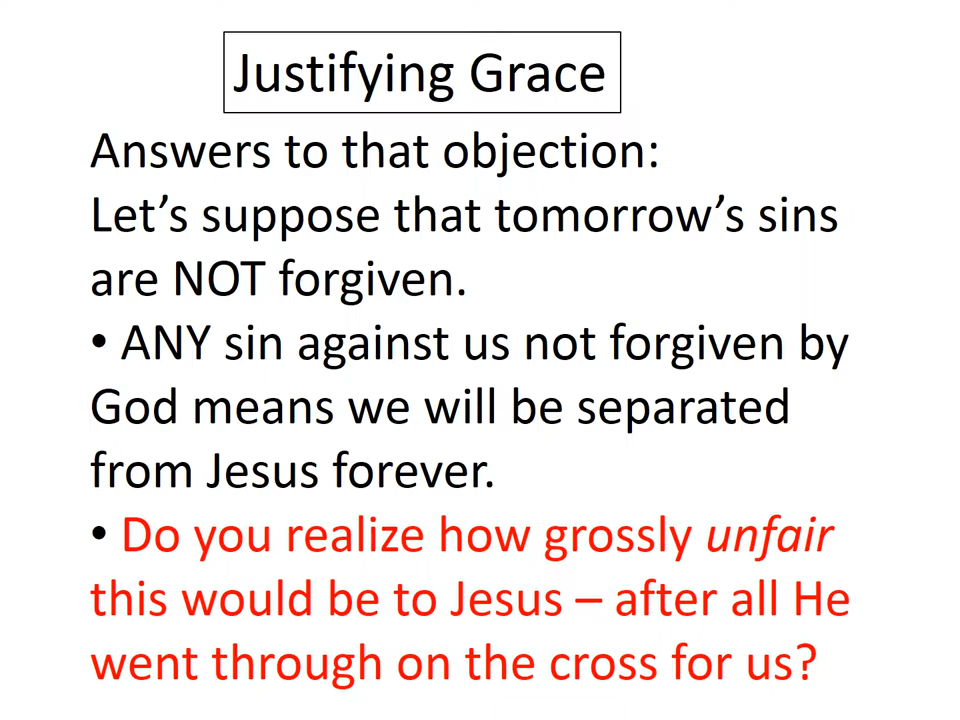 Justifying Grace
Answers to that objection:
Let’s suppose that tomorrow’s sins
are NOT forgiven.
• ANY sin against us not forgiven by
God means we will be separated
from Jesus forever.
• Do you realize how grossly unfair
this would be to Jesus – after all He
went through on the cross for us?